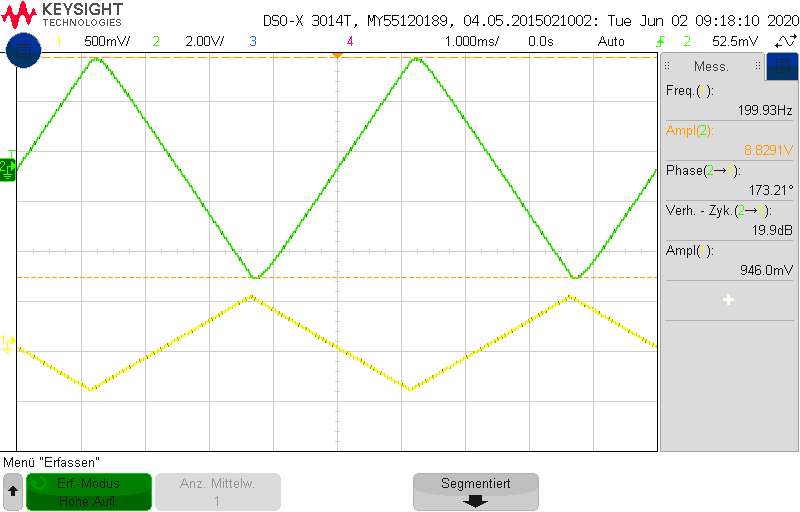 KEYSIGHT
TECHNOLOGIES
DSO-X 3014T, MY55120189, 04.05.2015021002: Tue Jun 02 09:18:10 2020
1 500mV/ 2 2.00V/ 3 4 1.000ms/ 0.0s Auto 2 52.5mV
Mess.
Freq.( ):
199.93Hz
Ampl(2):
8.8291V
Phase(2→1):
173.21°
Verh. - Zyk.(2→ ):
19.9dB
Ampl( ):
946.0mV
2
1
Menü "Erfassen"
Erf.-Modus
Hohe Aufl.
Anz. Mittelw.
1
Segmentiert